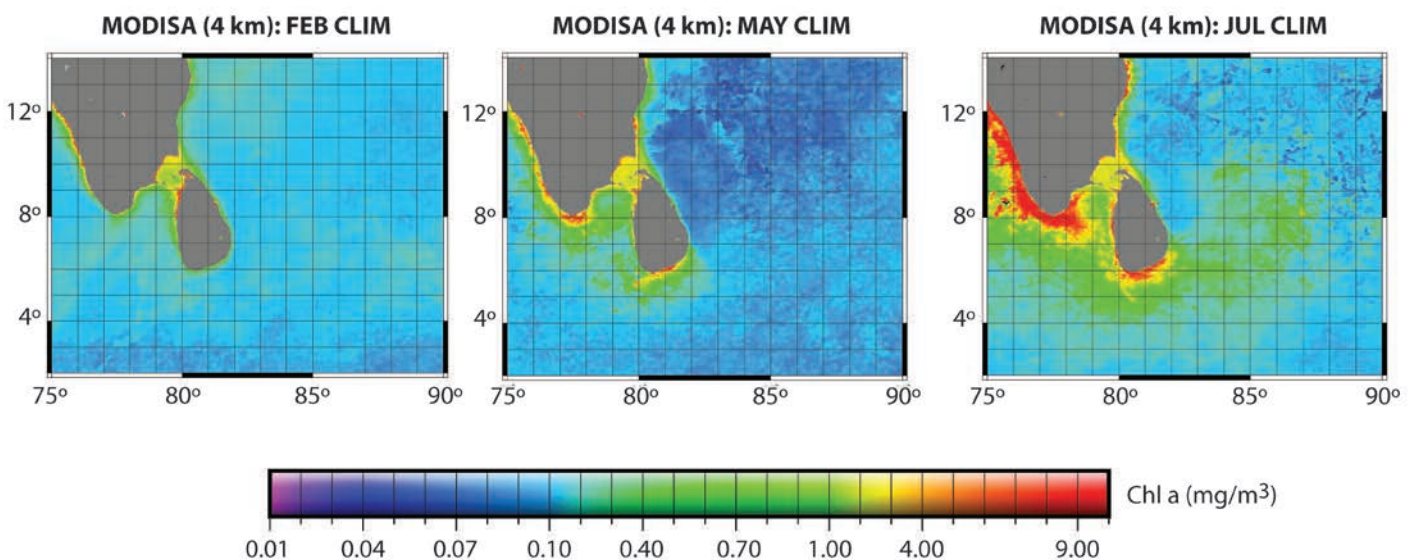 MODISA (4 km): FEB CLIM
MODISA (4 km): MAY CLIM
MODISA (4 km): JUL CLIM
12º
8º
4º
75º 80º 85º 90º
12º
8º
4º
75º 80º 85º 90º
12º
8º
4º
75º 80º 85º 90º
Chl a (mg/m³)
0.01 0.04 0.07 0.10 0.40 0.70 1.00 4.00 9.00